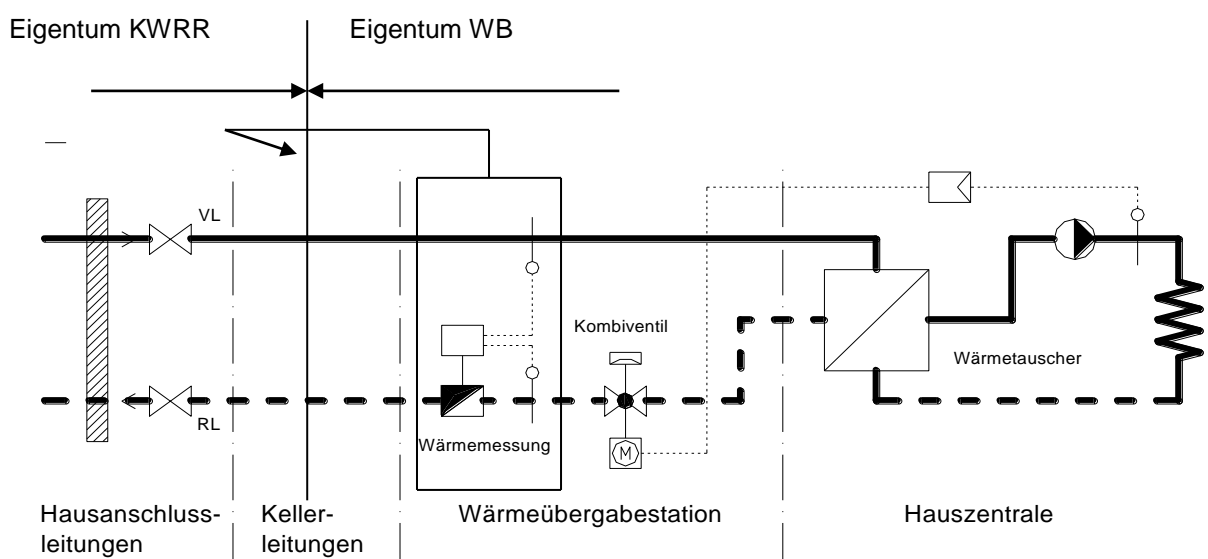 Eigentum KWRR
Eigentum WB
VL
Kombiventil
Wärmetauscher
RL
Wärmemessung
M
Hausanschluss-
leitungen
Keller-
leitungen
Wärmeübergabestation
Hauszentrale